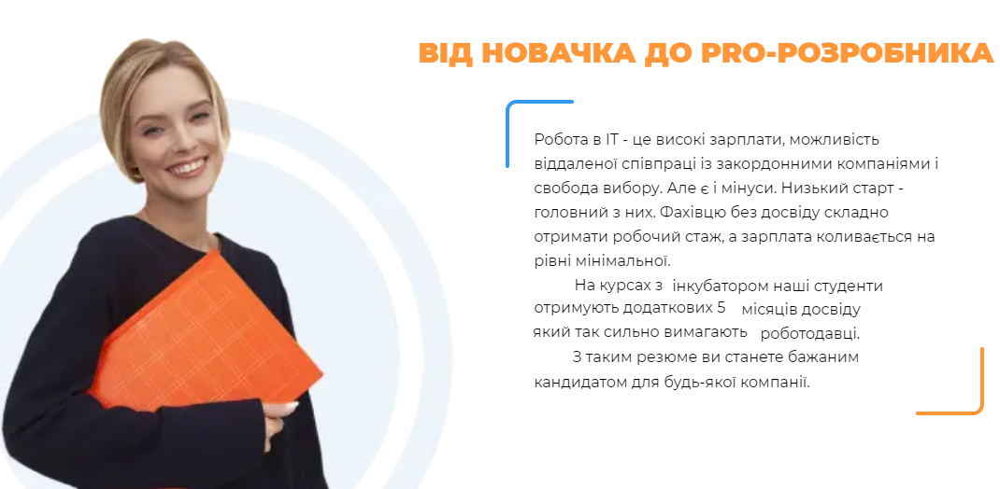 ВІД НОВАЧКА ДО PRO-РОЗРОБНИКА
Робота в ІТ - це високі зарплати, можливість
віддаленої співпраці із закордонними компаніями і
свобода вибору. Але є і мінуси. Низький старт -
головний з них. Фахівцю без досвіду складно
отримати робочий стаж, а зарплата коливається на
рівні мінімальної.
На курсах з інкубатором наші студенти
отримують додаткових 5 місяців досвіду
який так сильно вимагають роботодавці.
З таким резюме ви станете бажаним
кандидатом для будь-якої компанії.